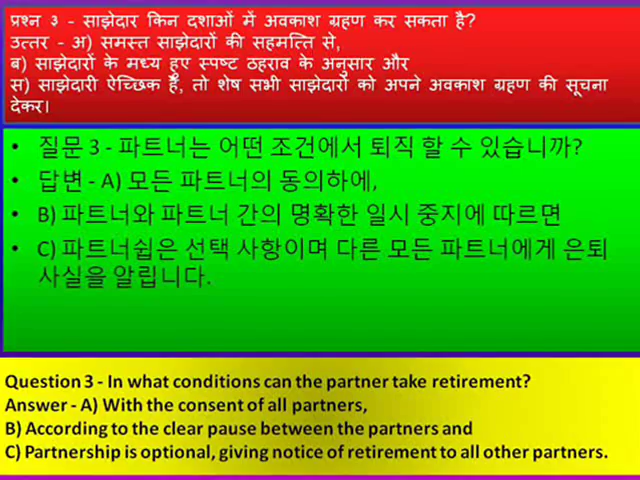 प्रश्न ३ - साझेदार किन दशाओं में अवकाश ग्रहण कर सकता है?
उत्तर - अ) समस्त साझेदारों की सहमत्ति से,
ब) साझेदारों के मध्य हुए स्पष्ट ठहराव के अनुसार और
स) साझेदारी ऐच्छिक है, तो शेष सभी साझेदारों को अपने अवकाश ग्रहण की सूचना
देकर।
• 질문 3 - 파트너는 어떤 조건에서 퇴직 할 수 있습니까?
• 답변 - A) 모든 파트너의 동의하에,
• B) 파트너와 파트너 간의 명확한 일시 중지에 따르면
• C) 파트너쉽은 선택 사항이며 다른 모든 파트너에게 은퇴
사실을 알립니다.
Question 3 - In what conditions can the partner take retirement?
Answer - A) With the consent of all partners,
B) According to the clear pause between the partners and
C) Partnership is optional, giving notice of retirement to all other partners.